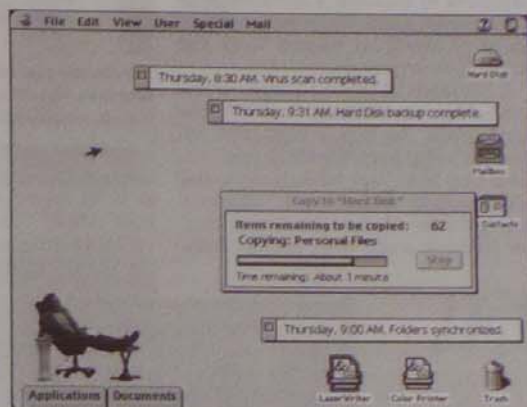 File Edit View User Special Mail
Hard Disk
Thursday, 8:30 AM. Virus scan completed.
Thursday, 9:31 AM. Hard Disk backup complete.
Mailbox
Copy to "Hard Disk"
Contacts
Items remaining to be copied: 62
Copying: Personal Files
Stop
Time remaining: About 1 minute
Thursday, 9:00 AM. Folders synchronized.
Applications Documents
LaserWriter Color Printer Trash